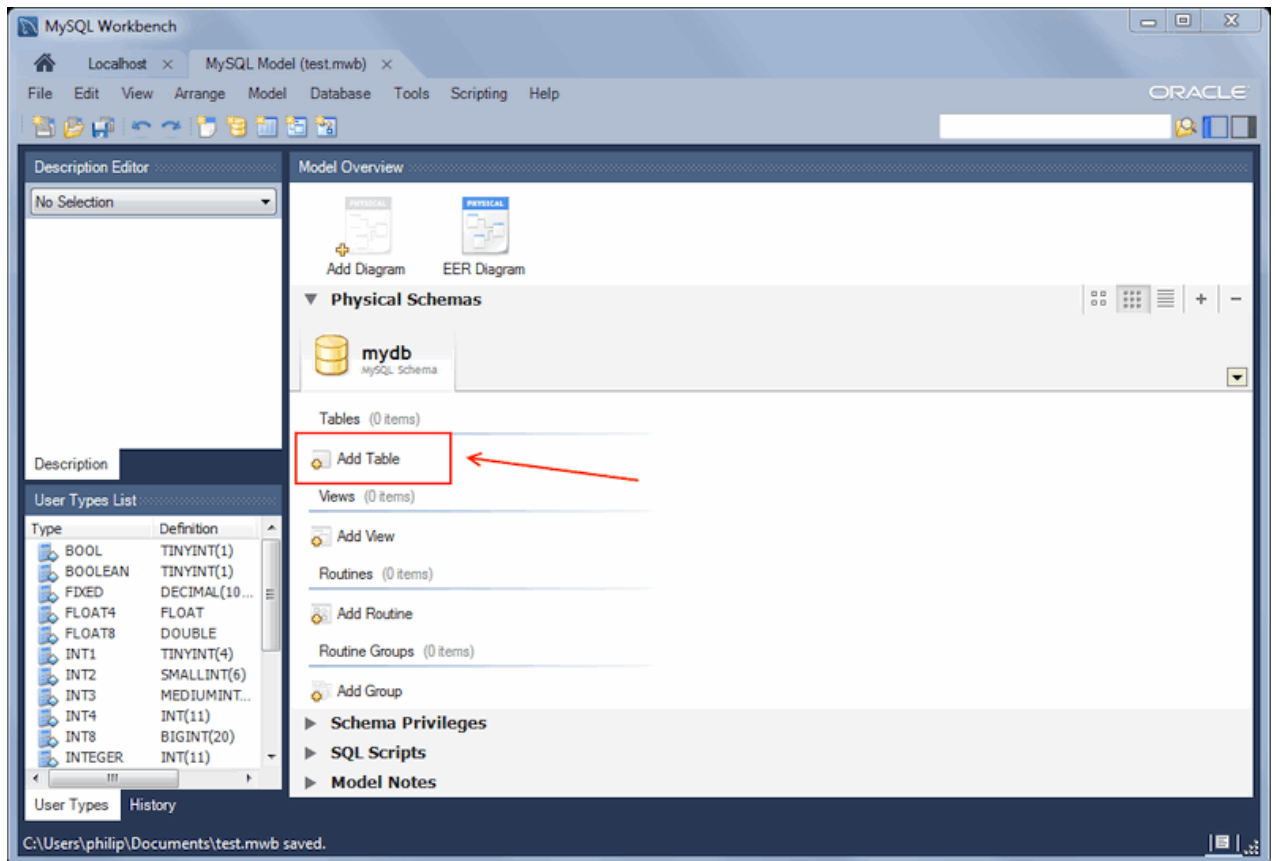 MySQL Workbench
Localhost
MySQL Model (test.mwb)
File Edit View Arrange Model Database Tools Scripting Help
ORACLE
Description Editor
No Selection
Description
User Types List
Type Definition
BOOL TINYINT(1)
BOOLEAN TINYINT(1)
FIXED DECIMAL(10...
FLOAT4 FLOAT
FLOAT8 DOUBLE
INT1 TINYINT(4)
INT2 SMALLINT(6)
INT3 MEDIUMINT...
INT4 INT(11)
INT8 BIGINT(20)
INTEGER INT(11)
User Types History
Model Overview
PHYSICAL PHYSICAL
Add Diagram EER Diagram
Physical Schemas
mydb
MySQL Schema
Tables (0 items)
Add Table
Views (0 items)
Add View
Routines (0 items)
Add Routine
Routine Groups (0 items)
Add Group
Schema Privileges
SQL Scripts
Model Notes
C:\Users\philip\Documents\test.mwb saved.